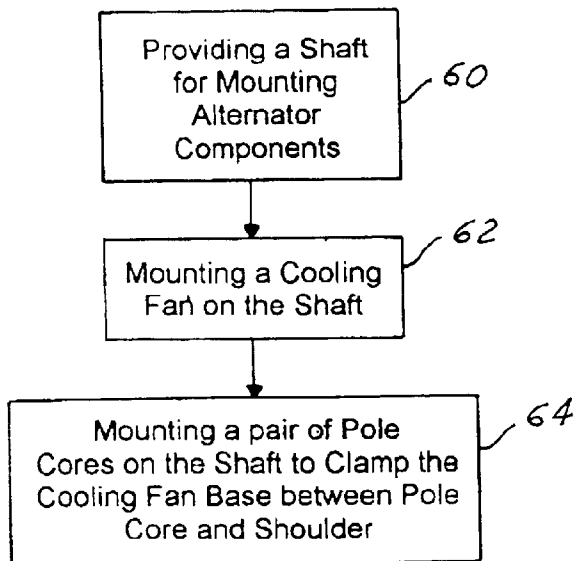 Providing a Shaft
for Mounting
Alternator
Components
60
Mounting a Cooling
Fan on the Shaft
62
Mounting a pair of Pole
Cores on the Shaft to Clamp the
Cooling Fan Base between Pole
Core and Shoulder
64